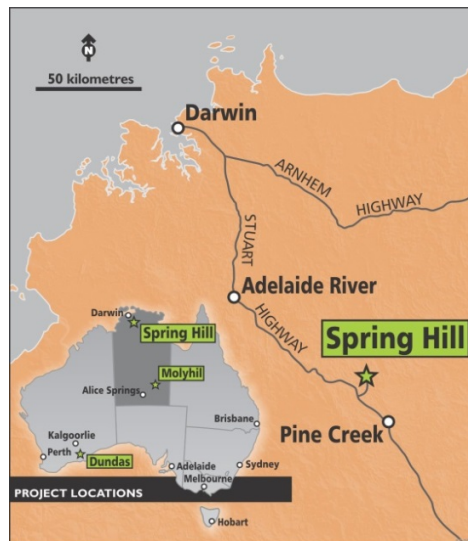 N
50 kilometres
Darwin
ARNHEM
HIGHWAY
STUART
Adelaide River
HIGHWAY
Spring Hill
Pine Creek
Darwin
Spring Hill
Molyhil
Alice Springs
Brisbane
Kalgoorlie
Perth
Dundas
Adelaide
Sydney
Melbourne
PROJECT LOCATIONS
Hobart